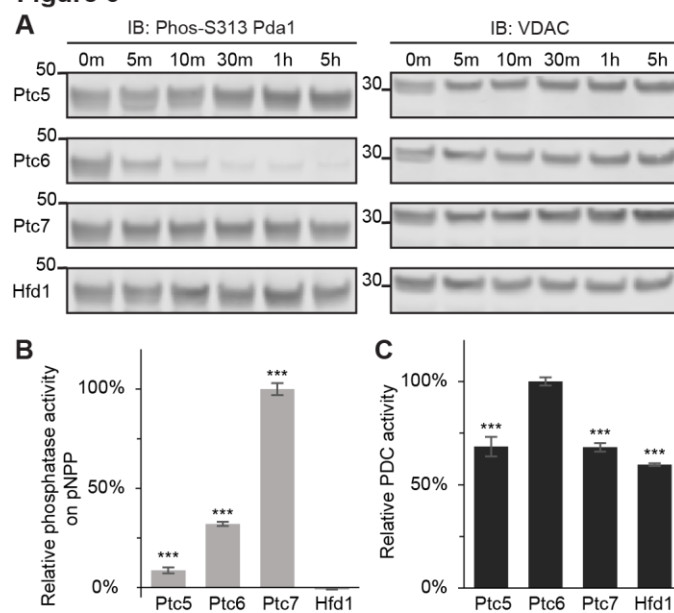 A
IB: Phos-S313 Pda1
IB: VDAC
0m 5m 10m 30m 1h 5h
0m 5m 10m 30m 1h 5h
50
Ptc5
30
50
Ptc6
30
50
Ptc7
30
50
Hfd1
30
B
Relative phosphatase activity
on pNPP
100%
50%
0%
***
***
***
Ptc5 Ptc6 Ptc7 Hfd1
C
Relative PDC activity
100%
50%
0%
***
***
***
Ptc5 Ptc6 Ptc7 Hfd1